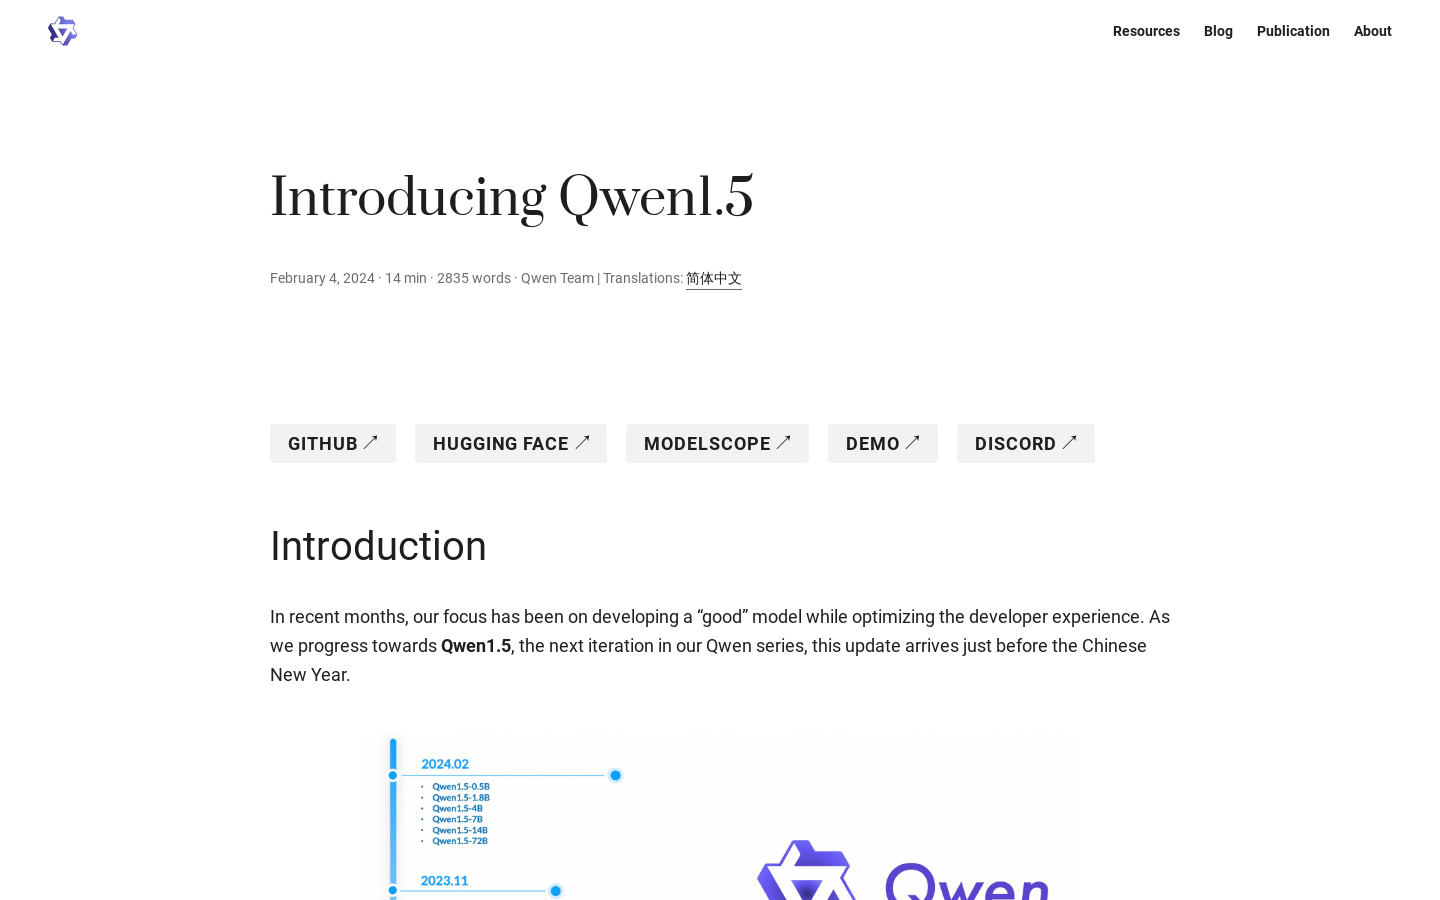 Resources Blog Publication About
Introducing Qwen1.5
February 4, 2024 · 14 min · 2835 words · Qwen Team | Translations: 简体中文
GITHUB HUGGING FACE MODELSCOPE DEMO DISCORD
Introduction
In recent months, our focus has been on developing a “good” model while optimizing the developer experience. As
we progress towards Qwen1.5, the next iteration in our Qwen series, this update arrives just before the Chinese
New Year.
2024.02
• Qwen1.5-0.5B
• Qwen1.5-1.8B
• Qwen1.5-4B
• Qwen1.5-7B
• Qwen1.5-14B
• Qwen1.5-72B
2023.11
Qwen